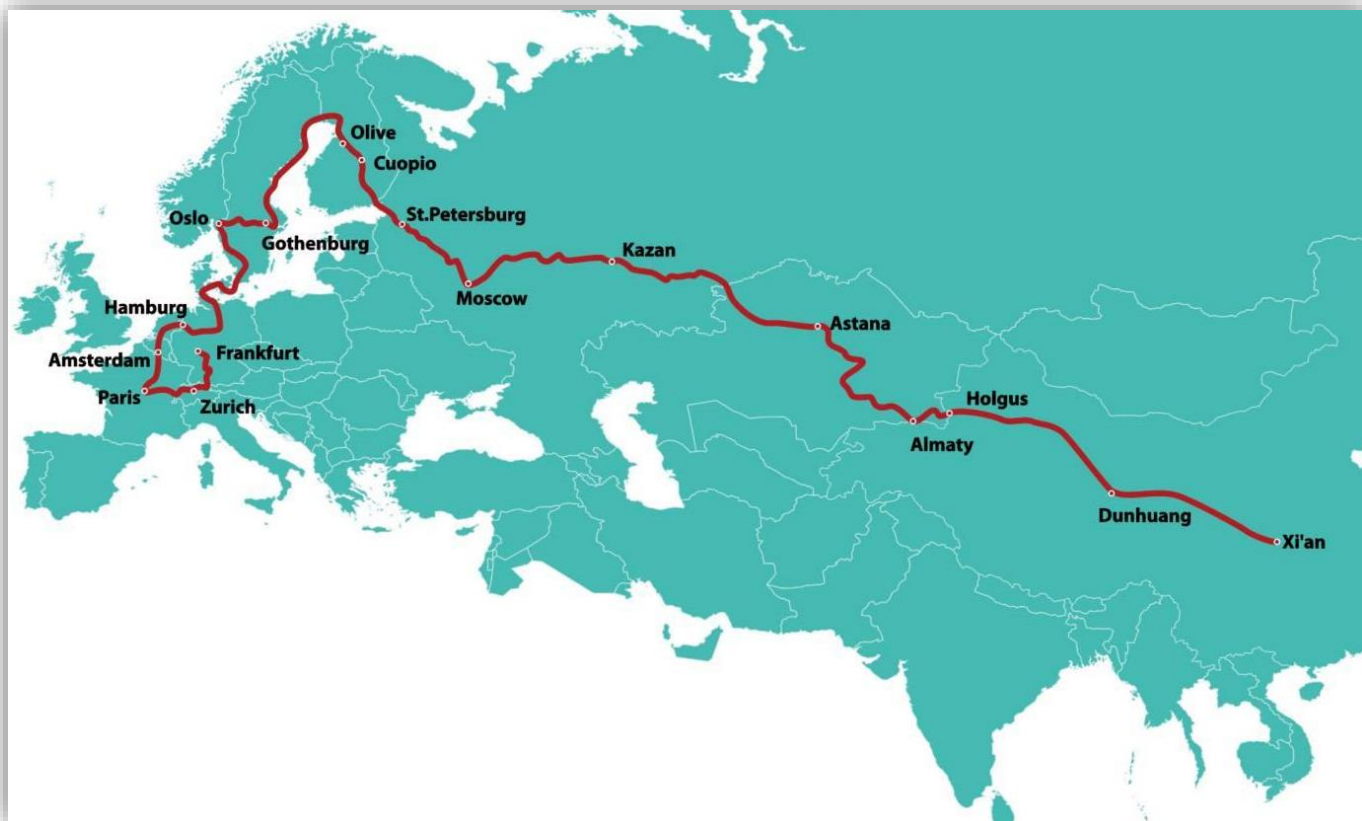 Olive
Cuopio
Oslo
St.Petersburg
Gothenburg
Kazan
Moscow
Hamburg
Astana
Amsterdam
Frankfurt
Paris
Zurich
Holgus
Almaty
Dunhuang
Xi'an